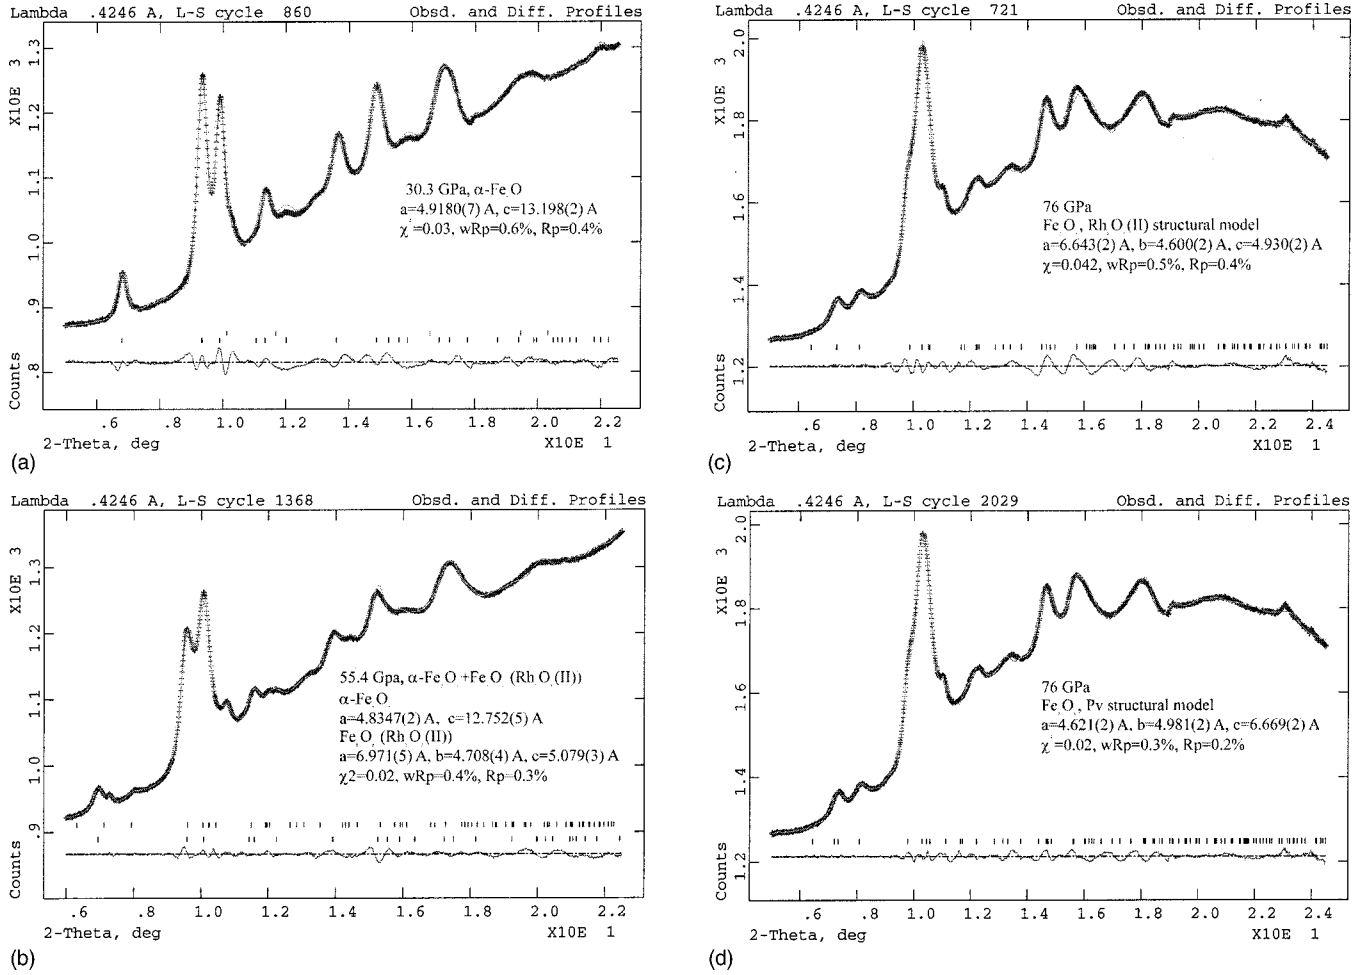 Lambda .4246 A, L-S cycle 860 Obsd. and Diff. Profiles
X10E 3
1.3
1.2
1.1
1.0
.9
.8
Counts
30.3 GPa, α-Fe O
a=4.9180(7) A, c=13.198(2) A
χ =0.03, wRp=0.6%, Rp=0.4%
.6 .8 1.0 1.2 1.4 1.6 1.8 2.0 2.2
2-Theta, deg X10E 1
(a)
Lambda .4246 A, L-S cycle 1368 Obsd. and Diff. Profiles
X10E 3
1.3
1.2
1.1
1.0
.9
Counts
55.4 Gpa, α-Fe O +Fe O (Rh O (II))
α-Fe O
a=4.8347(2) A, c=12.752(5) A
Fe O (Rh O (II))
a=6.971(5) A, b=4.708(4) A, c=5.079(3) A
χ2=0.02, wRp=0.4%, Rp=0.3%
.6 .8 1.0 1.2 1.4 1.6 1.8 2.0 2.2
2-Theta, deg X10E 1
(b)
Lambda .4246 A, L-S cycle 721 Obsd. and Diff. Profiles
X10E 3
2.0
1.8
1.6
1.4
1.2
Counts
76 GPa
Fe O , Rh O (II) structural model
a=6.643(2) A, b=4.600(2) A, c=4.930(2) A
χ=0.042, wRp=0.5%, Rp=0.4%
.6 .8 1.0 1.2 1.4 1.6 1.8 2.0 2.2 2.4
2-Theta, deg X10E 1
(c)
Lambda .4246 A, L-S cycle 2029 Obsd. and Diff. Profiles
X10E 3
2.0
1.8
1.6
1.4
1.2
Counts
76 GPa
Fe O , Pv structural model
a=4.621(2) A, b=4.981(2) A, c=6.669(2) A
χ =0.02, wRp=0.3%, Rp=0.2%
.6 .8 1.0 1.2 1.4 1.6 1.8 2.0 2.2 2.4
2-Theta, deg X10E 1
(d)